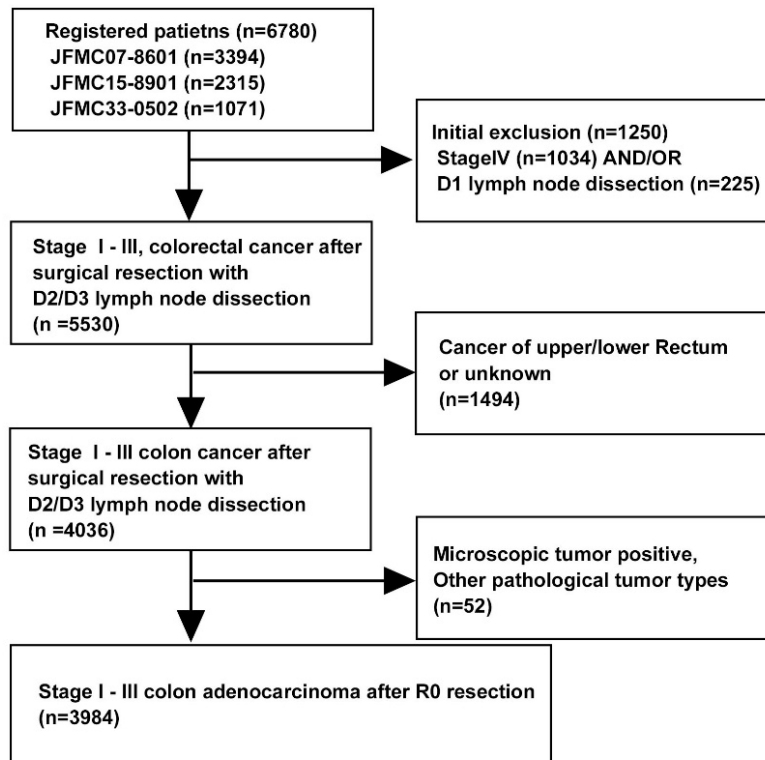 Registered patietns (n=6780)
JFMC07-8601 (n=3394)
JFMC15-8901 (n=2315)
JFMC33-0502 (n=1071)
Initial exclusion (n=1250)
StageIV (n=1034) AND/OR
D1 lymph node dissection (n=225)
Stage I - III, colorectal cancer after
surgical resection with
D2/D3 lymph node dissection
(n =5530)
Cancer of upper/lower Rectum
or unknown
(n=1494)
Stage I - III colon cancer after
surgical resection with
D2/D3 lymph node dissection
(n =4036)
Microscopic tumor positive,
Other pathological tumor types
(n=52)
Stage I - III colon adenocarcinoma after R0 resection
(n=3984)